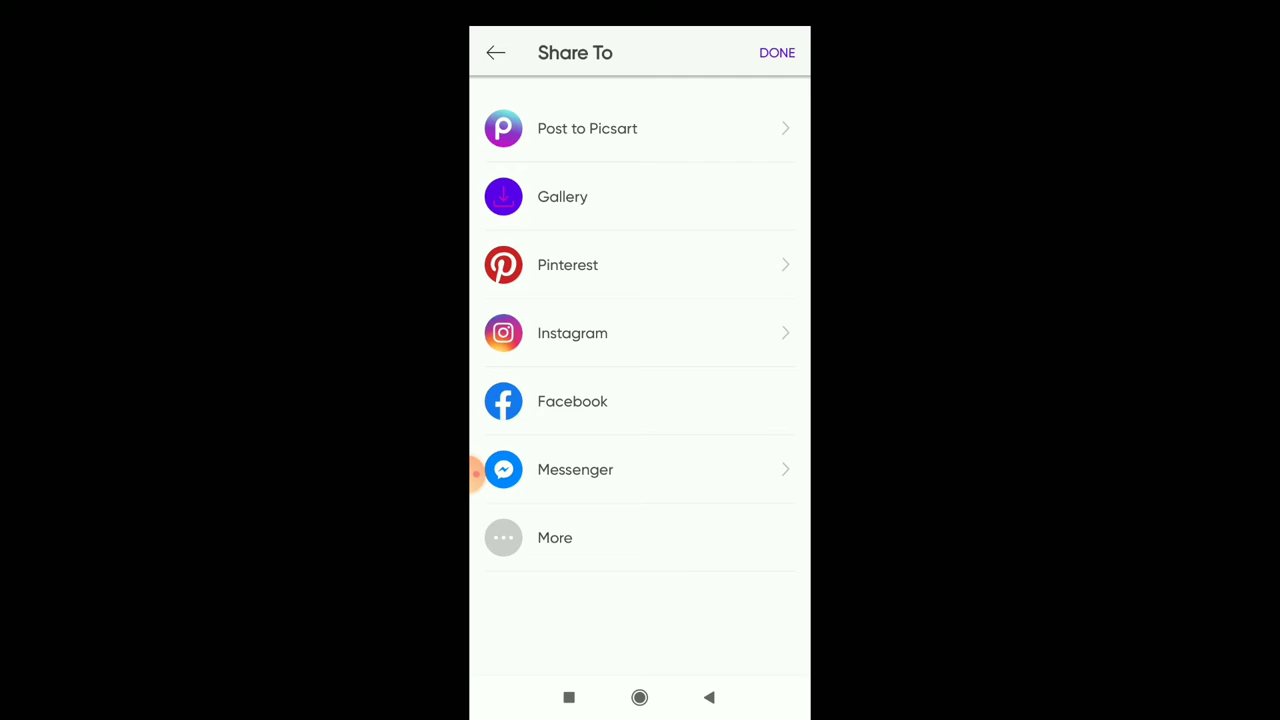 Share To
DONE
Post to Picsart
Gallery
Pinterest
Instagram
Facebook
Messenger
More